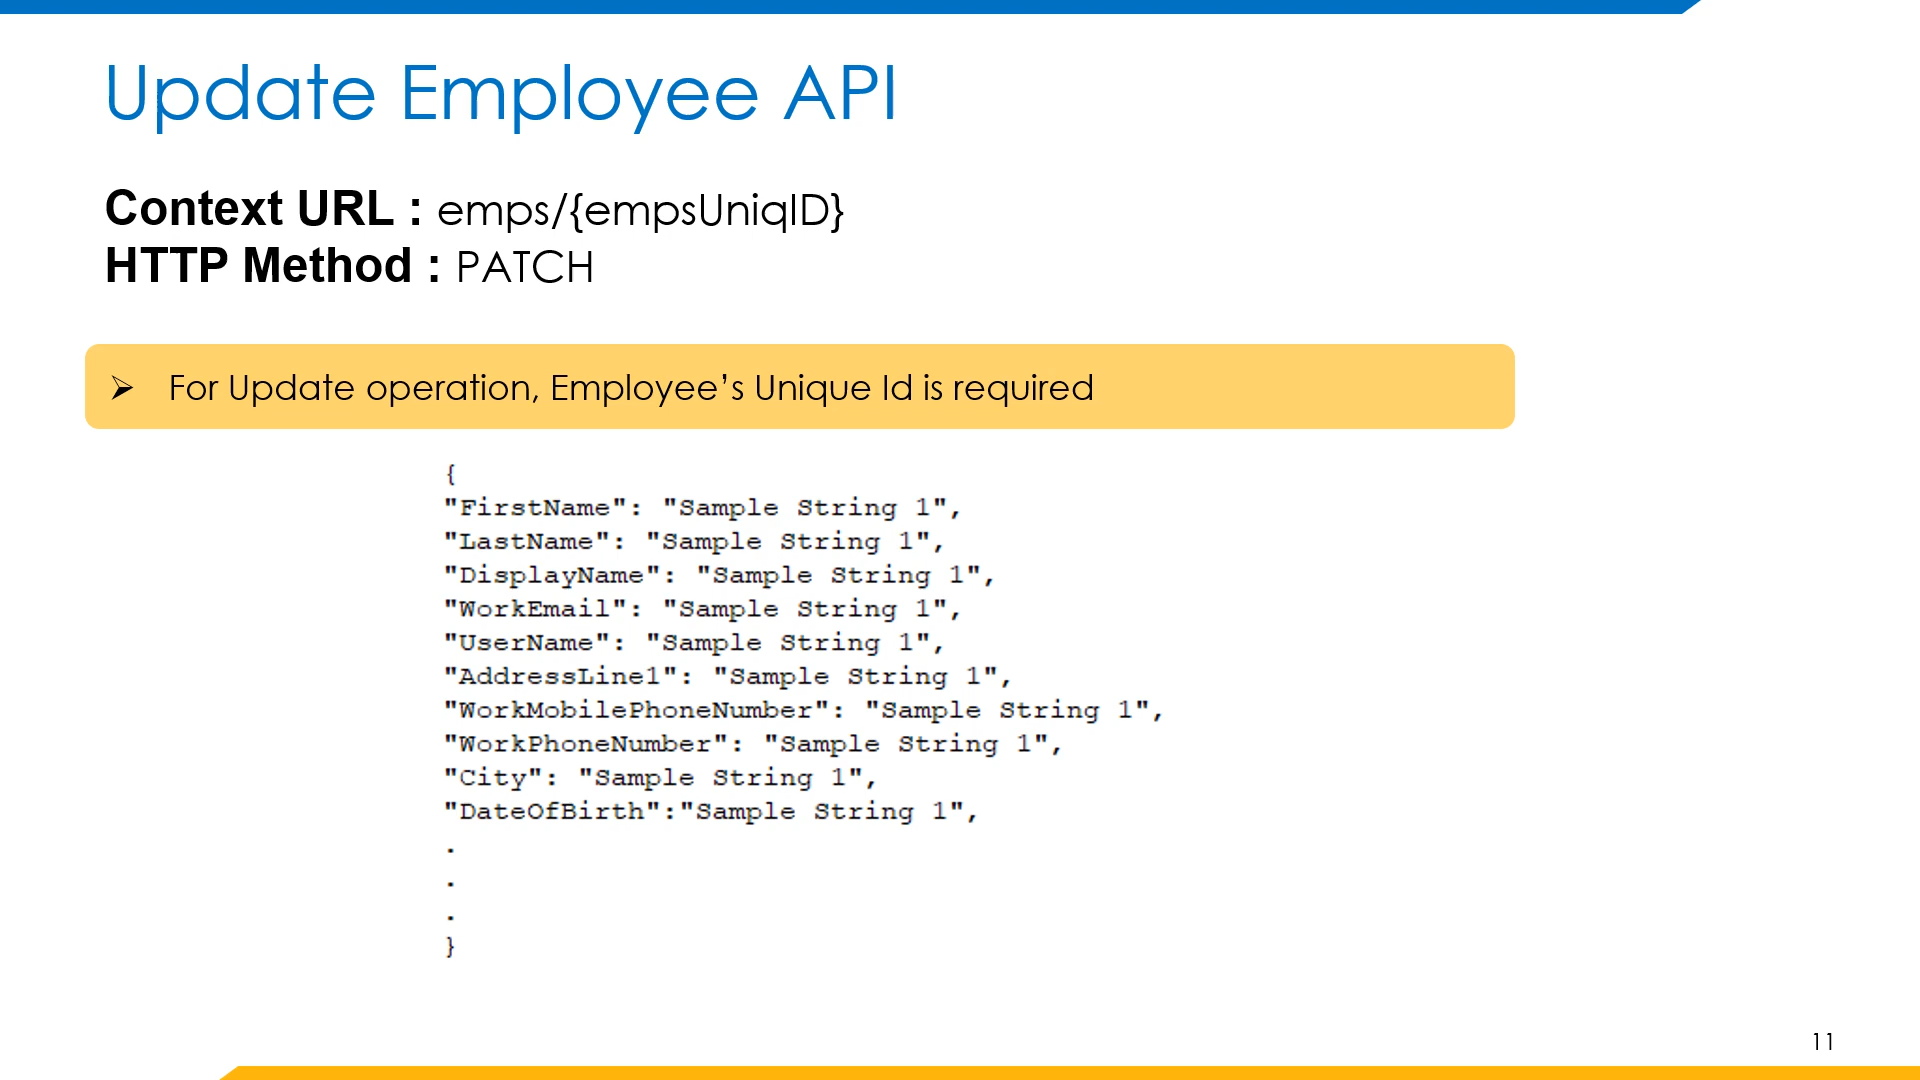 Update Employee API
Context URL : emps/{empsUniqID}
HTTP Method : PATCH
➢ For Update operation, Employee’s Unique Id is required
{
"FirstName": "Sample String 1",
"LastName": "Sample String 1",
"DisplayName": "Sample String 1",
"WorkEmail": "Sample String 1",
"UserName": "Sample String 1",
"AddressLine1": "Sample String 1",
"WorkMobilePhoneNumber": "Sample String 1",
"WorkPhoneNumber": "Sample String 1",
"City": "Sample String 1",
"DateOfBirth":"Sample String 1",
.
.
.
}
11